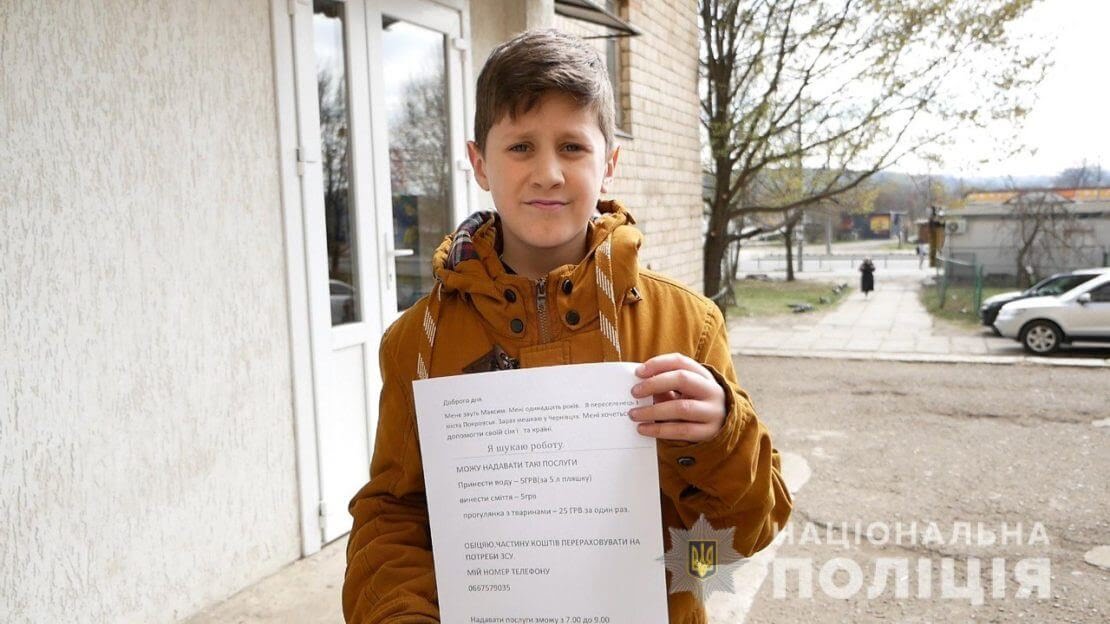 Доброго дня.
Мене звуть Максим. Мені одинадцять років. Я переселенець з
міста Покровськ. Зараз мешкаю у Чернівцях. Мені хочеться
допомогти своїй сім'ї та країні.
Я шукаю роботу.
МОЖУ НАДАВАТИ ТАКІ ПОСЛУГИ
Принести воду – 5ГРВ(за 5 л пляшку)
винести сміття – 5грв
прогулянка з тваринами – 25 ГРВ за один раз.
ОБІЦЯЮ,ЧАСТИНУ КОШТІВ ПЕРЕРАХОВУВАТИ НА
ПОТРЕБИ ЗСУ.
МІЙ НОМЕР ТЕЛЕФОНУ
0667579035
Надавати послуги зможу з 7.00 до 9.00
НАЦІОНАЛЬНА
ПОЛІЦІЯ